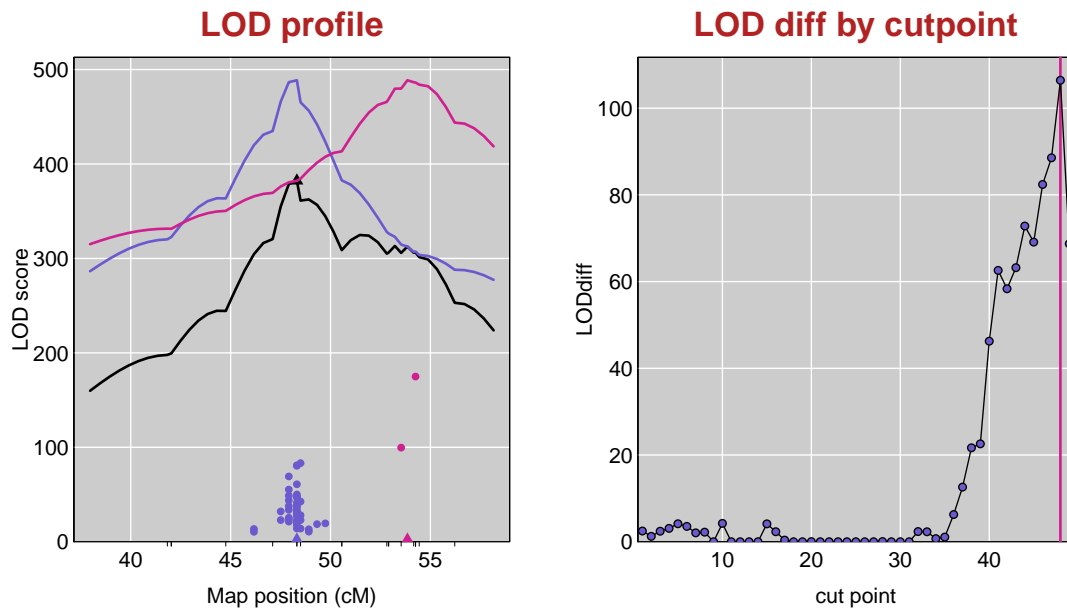 LOD profile
LOD score
500
400
300
200
100
0
40 45 50 55
Map position (cM)
LOD diff by cutpoint
LODdiff
100
80
60
40
20
0
10 20 30 40
cut point